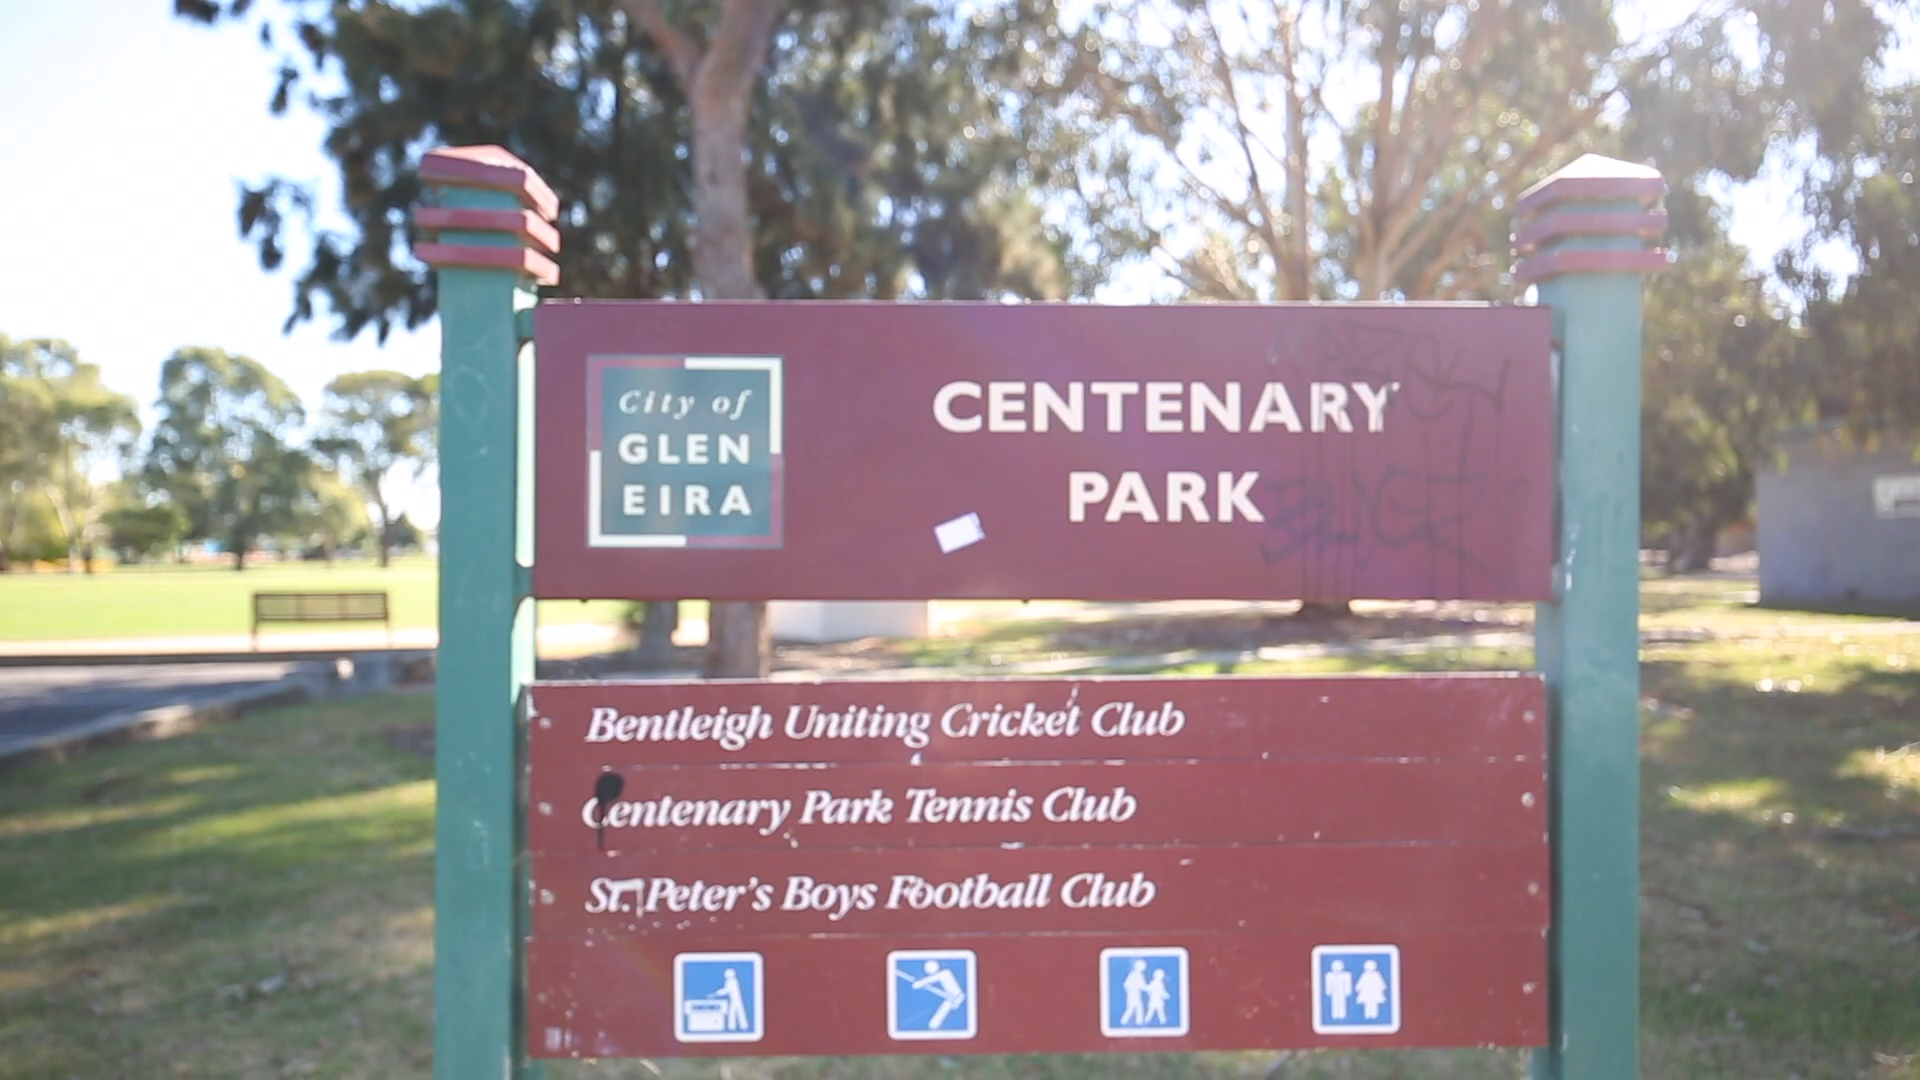 City of
GLEN
EIRA
CENTENARY
PARK
Bentleigh Uniting Cricket Club
Centenary Park Tennis Club
St. Peter's Boys Football Club